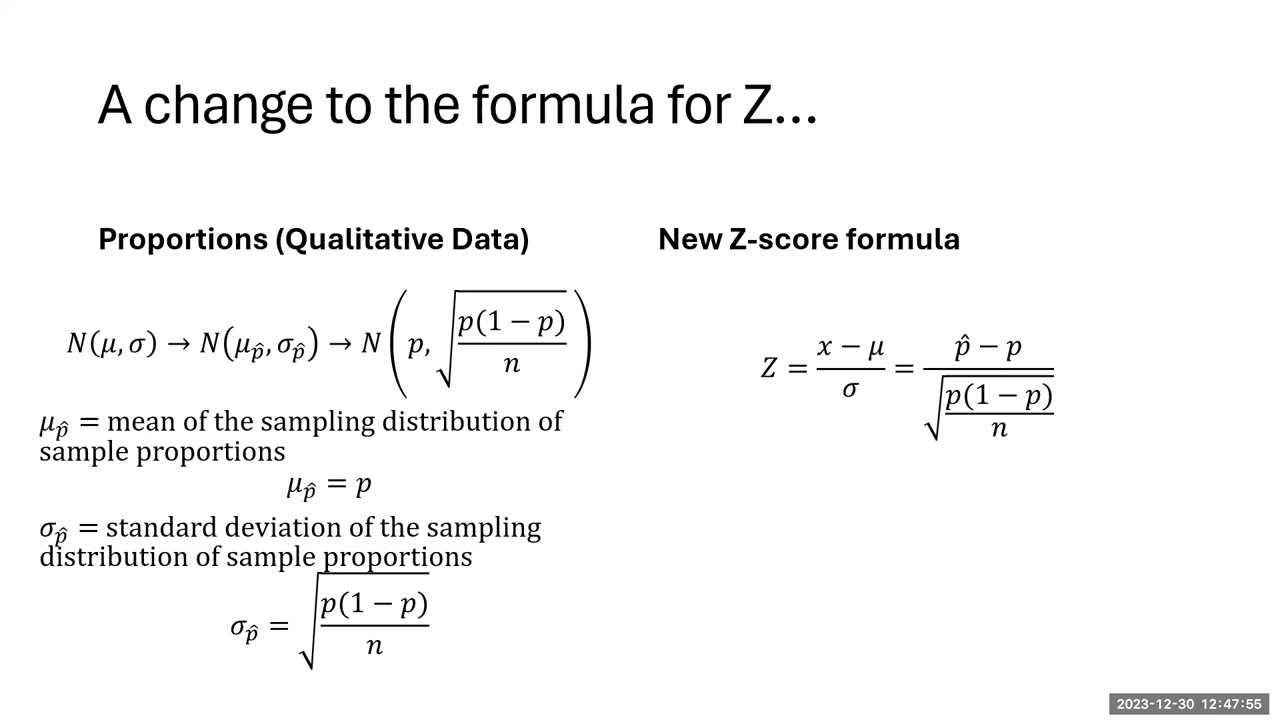 A change to the formula for Z...
Proportions (Qualitative Data)
N(μ, σ) → N(μ_p̂, σ_p̂) → N(p, √(p(1 − p)/n))
μ_p̂ = mean of the sampling distribution of
sample proportions
μ_p̂ = p
σ_p̂ = standard deviation of the sampling
distribution of sample proportions
σ_p̂ = √(p(1 − p)/n)
New Z-score formula
Z = (x − μ)/σ = (p̂ − p)/√(p(1 − p)/n)
2023-12-30 12:47:55